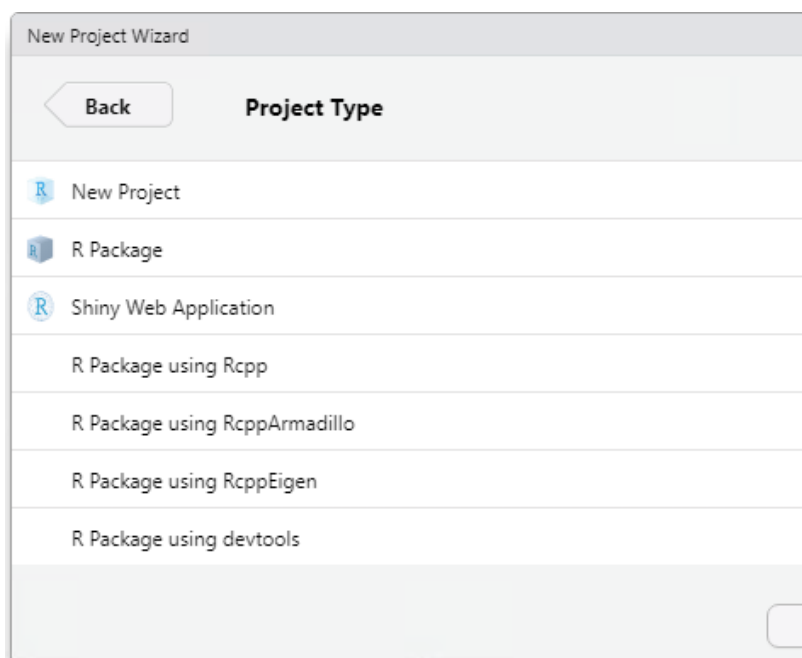 New Project Wizard
Back
Project Type
R New Project
R R Package
R Shiny Web Application
R Package using Rcpp
R Package using RcppArmadillo
R Package using RcppEigen
R Package using devtools